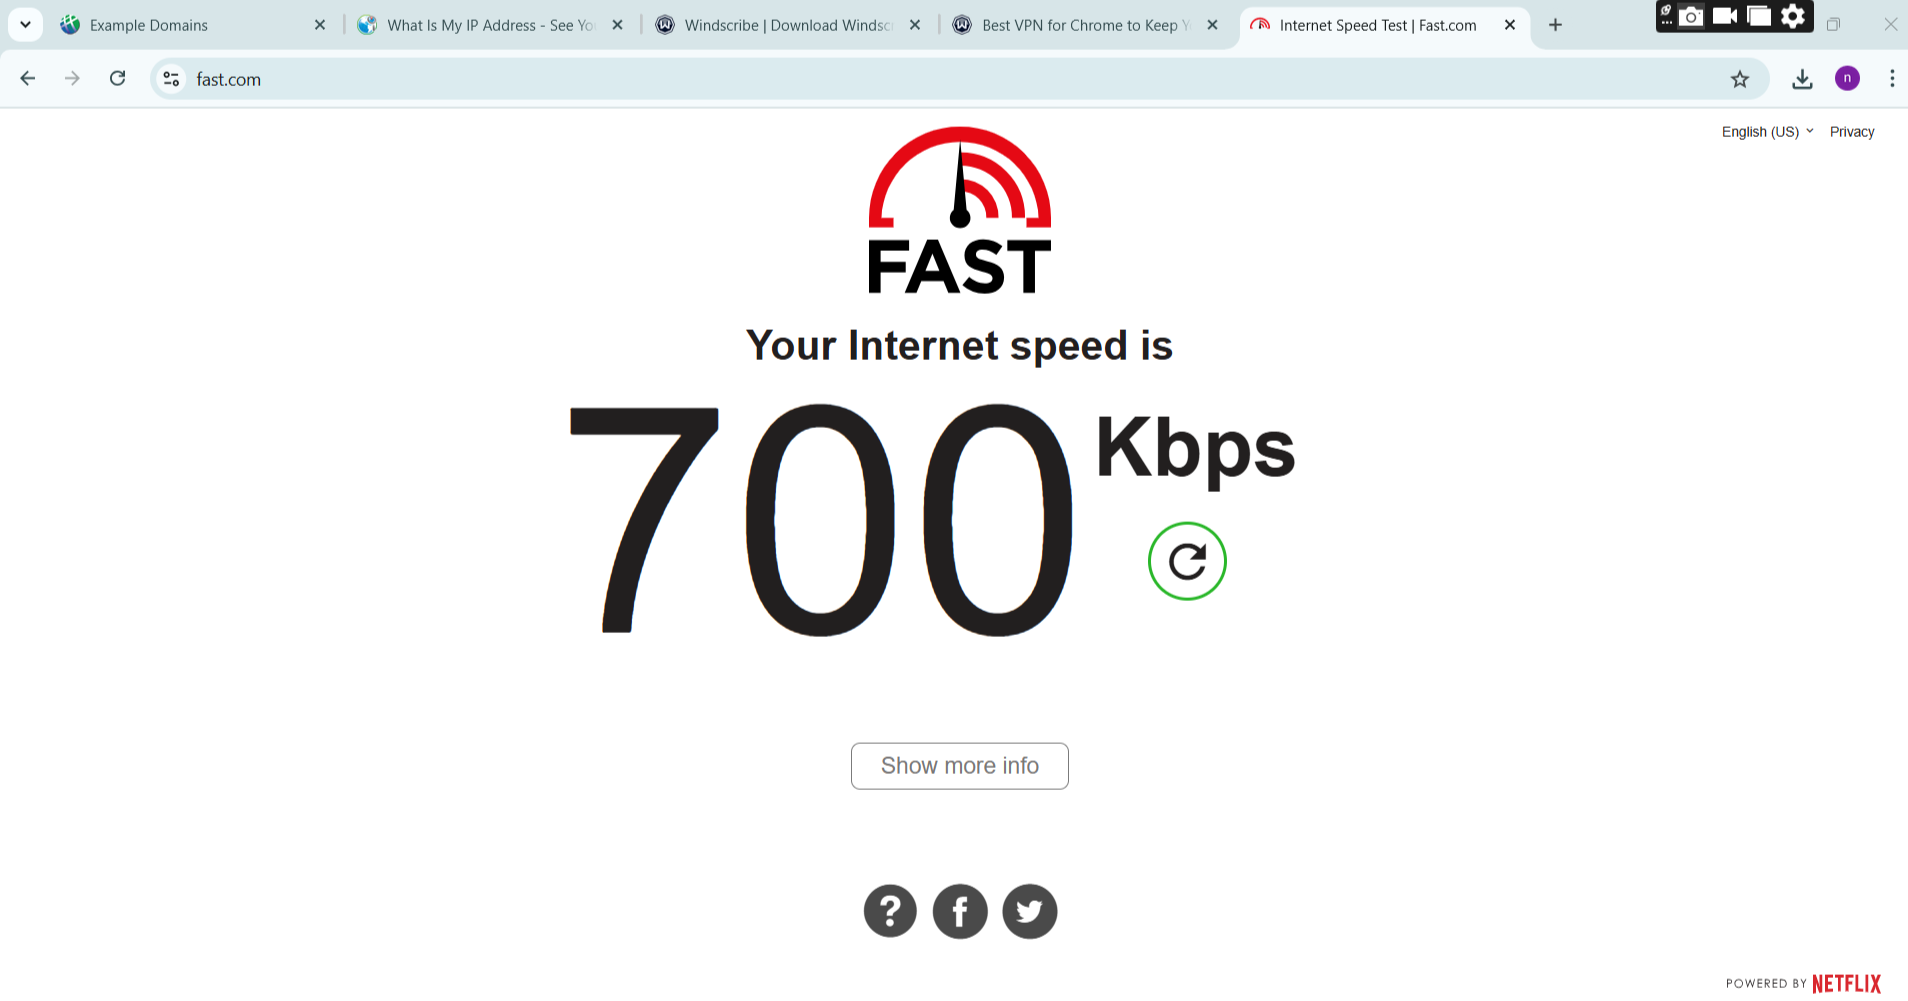 Example Domains
What Is My IP Address - See Yo
Windscribe | Download Windsc
Best VPN for Chrome to Keep Y
Internet Speed Test | Fast.com
fast.com
n
English (US)
Privacy
FAST
Your Internet speed is
700 Kbps
Show more info
POWERED BY NETFLIX